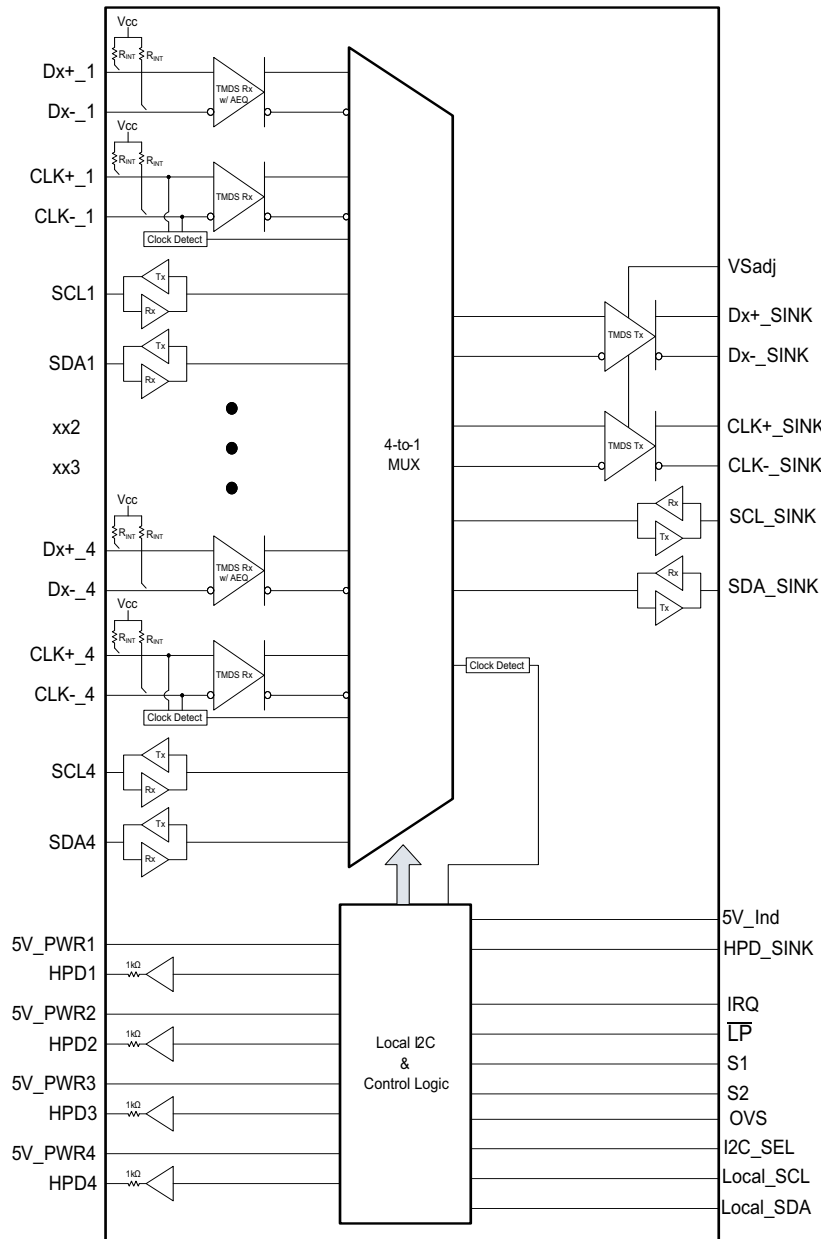 Vcc
RINT RINT
Dx+_1
TMDS Rx
w/ AEQ
Dx-_1
Vcc
RINT RINT
CLK+_1
TMDS Rx
CLK-_1
Clock Detect
SCL1
Tx
Rx
SDA1
Tx
Rx
xx2
xx3
Vcc
RINT RINT
Dx+_4
TMDS Rx
w/ AEQ
Dx-_4
Vcc
RINT RINT
CLK+_4
TMDS Rx
CLK-_4
Clock Detect
SCL4
Tx
Rx
SDA4
Tx
Rx
4-to-1
MUX
VSadj
Dx+_SINK
TMDS Tx
Dx-_SINK
CLK+_SINK
TMDS Tx
CLK-_SINK
Rx
SCL_SINK
Tx
Rx
SDA_SINK
Tx
Clock Detect
5V_PWR1
HPD1
1kΩ
5V_PWR2
HPD2
1kΩ
5V_PWR3
HPD3
1kΩ
5V_PWR4
HPD4
1kΩ
Local I2C
&
Control Logic
5V_Ind
HPD_SINK
IRQ
L̅P̅
S1
S2
OVS
I2C_SEL
Local_SCL
Local_SDA